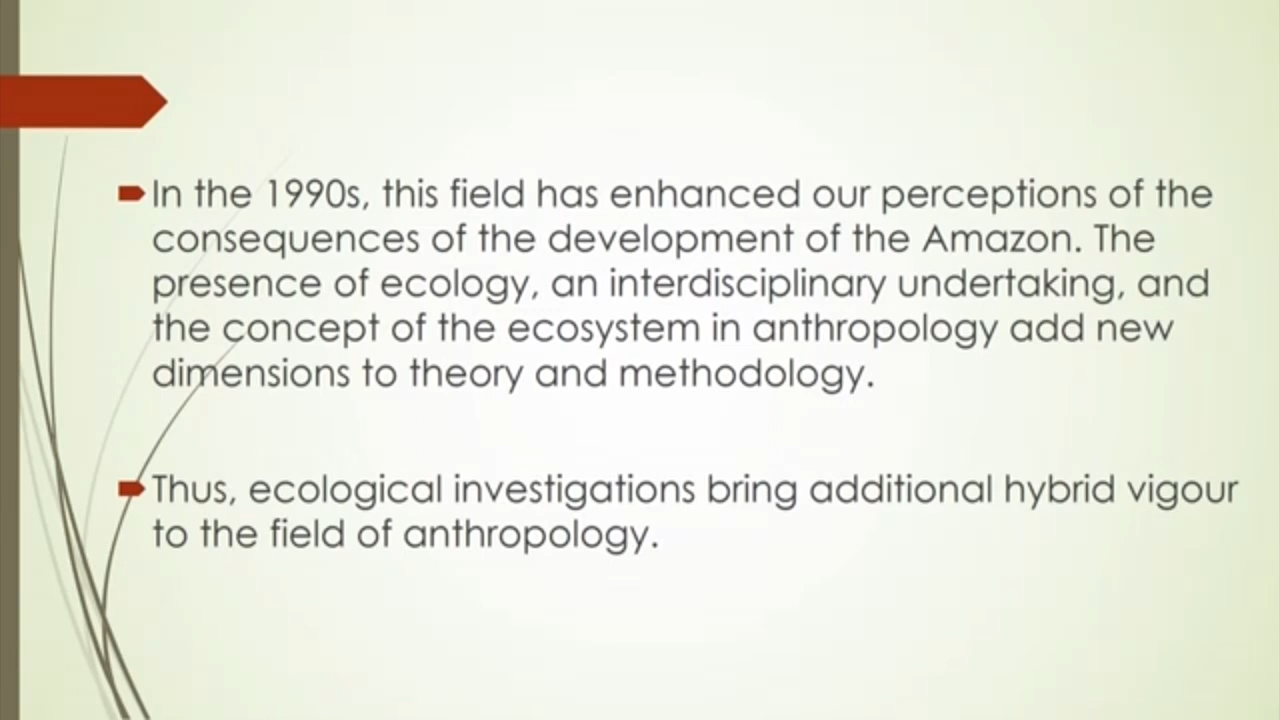 In the 1990s, this field has enhanced our perceptions of the
consequences of the development of the Amazon. The
presence of ecology, an interdisciplinary undertaking, and
the concept of the ecosystem in anthropology add new
dimensions to theory and methodology.
Thus, ecological investigations bring additional hybrid vigour
to the field of anthropology.